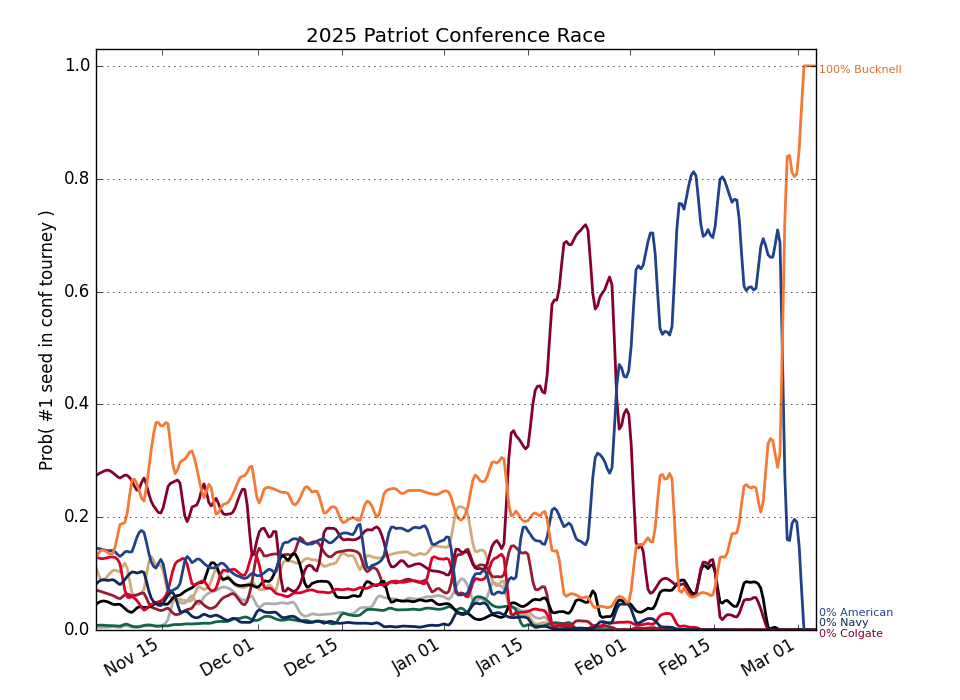 2025 Patriot Conference Race
1.0
0.8
0.6
0.4
0.2
0.0
Prob( #1 seed in conf tourney )
100% Bucknell
0% American
0% Navy
0% Colgate
Nov 15
Dec 01
Dec 15
Jan 01
Jan 15
Feb 01
Feb 15
Mar 01